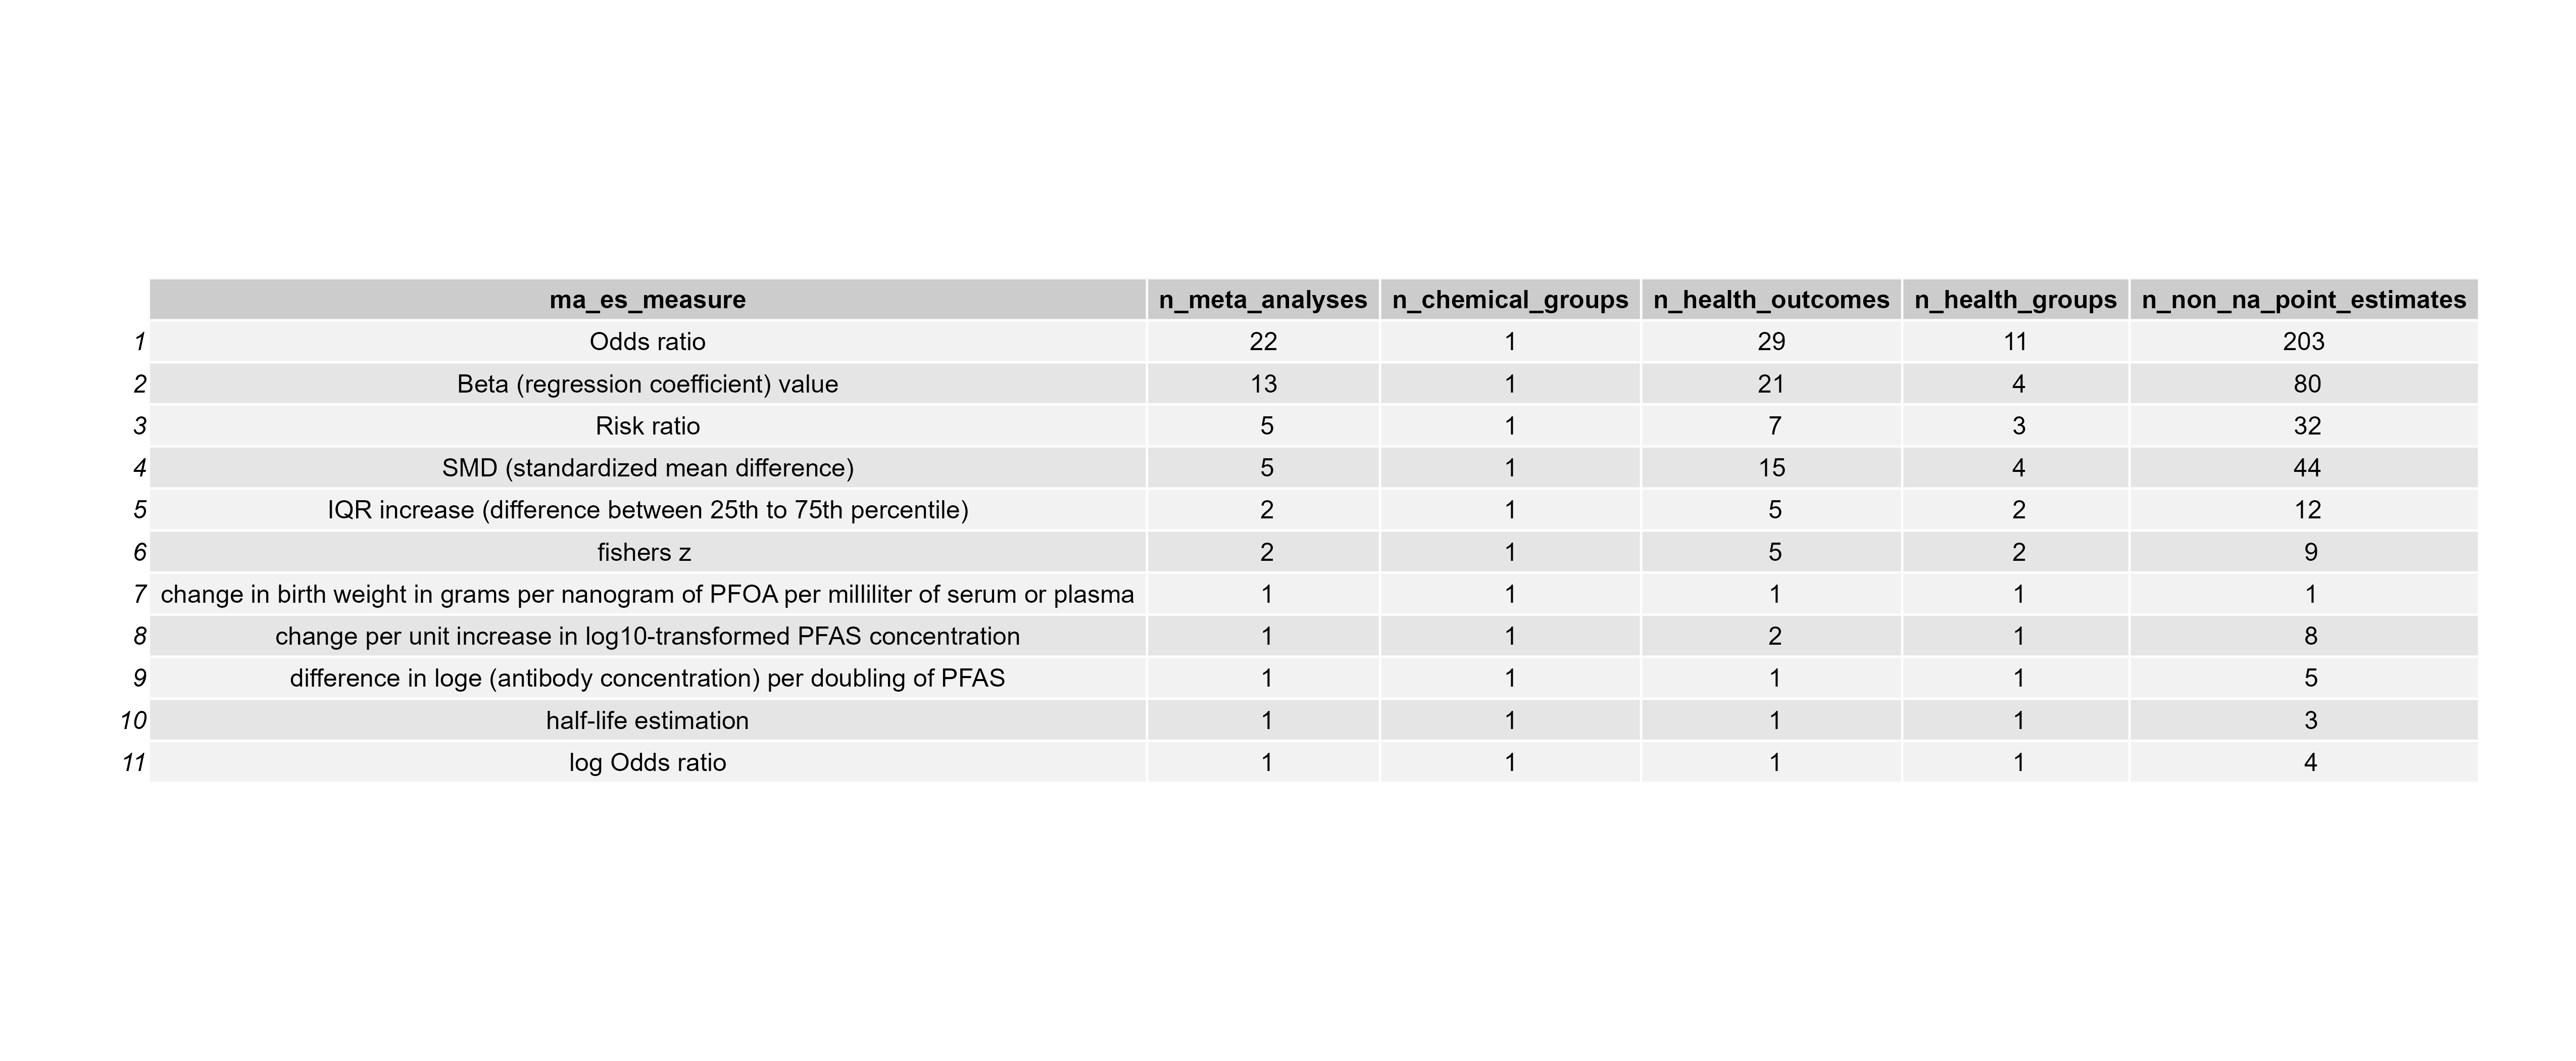 ma_es_measure n_meta_analyses n_chemical_groups n_health_outcomes n_health_groups n_non_na_point_estimates
1 Odds ratio 22 1 29 11 203
2 Beta (regression coefficient) value 13 1 21 4 80
3 Risk ratio 5 1 7 3 32
4 SMD (standardized mean difference) 5 1 15 4 44
5 IQR increase (difference between 25th to 75th percentile) 2 1 5 2 12
6 fishers z 2 1 5 2 9
7 change in birth weight in grams per nanogram of PFOA per milliliter of serum or plasma 1 1 1 1 1
8 change per unit increase in log10-transformed PFAS concentration 1 1 2 1 8
9 difference in loge (antibody concentration) per doubling of PFAS 1 1 1 1 5
10 half-life estimation 1 1 1 1 3
11 log Odds ratio 1 1 1 1 4